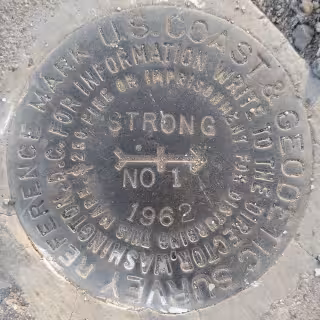 U.S. COAST & GEODETIC SURVEY REFERENCE MARK
FOR INFORMATION WRITE TO THE DIRECTOR, WASHINGTON, D.C.
$250 FINE OR IMPRISONMENT FOR DISTURBING THIS MARK.
STRONG
NO 1
1962